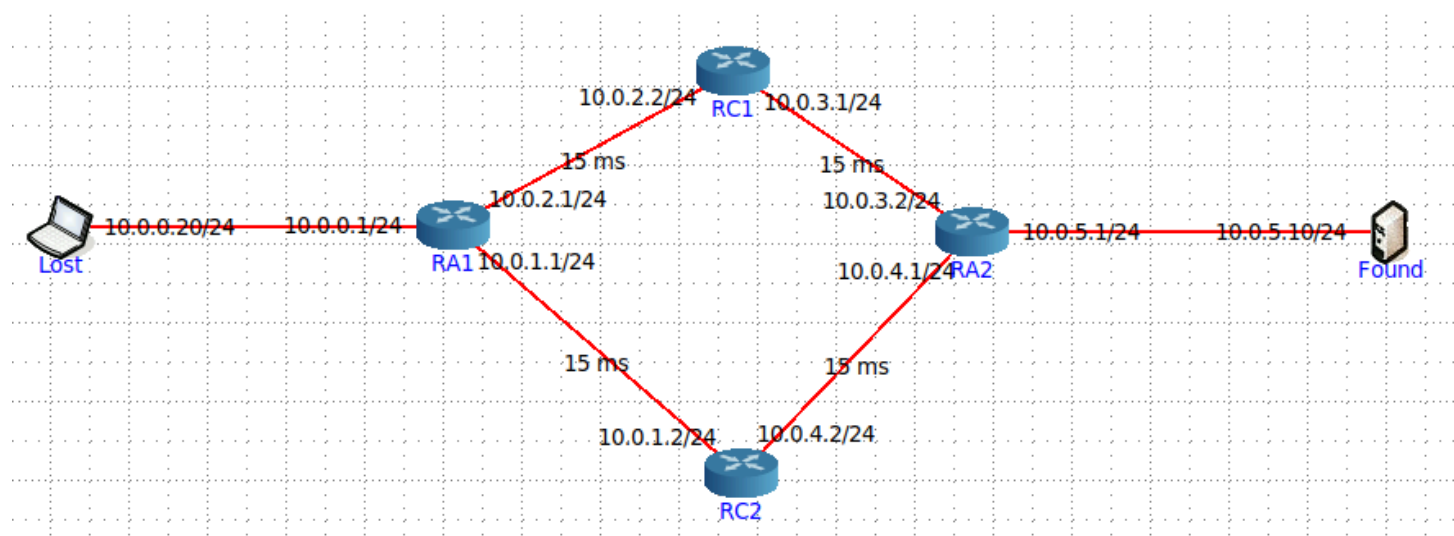 10.0.2.2/24
10.0.3.1/24
RC1
15 ms
15 ms
10.0.2.1/24
10.0.3.2/24
10.0.0.20/24
10.0.0.1/24
10.0.5.1/24
10.0.5.10/24
Lost
RA1
10.0.1.1/24
10.0.4.1/24
RA2
Found
15 ms
15 ms
10.0.1.2/24
10.0.4.2/24
RC2